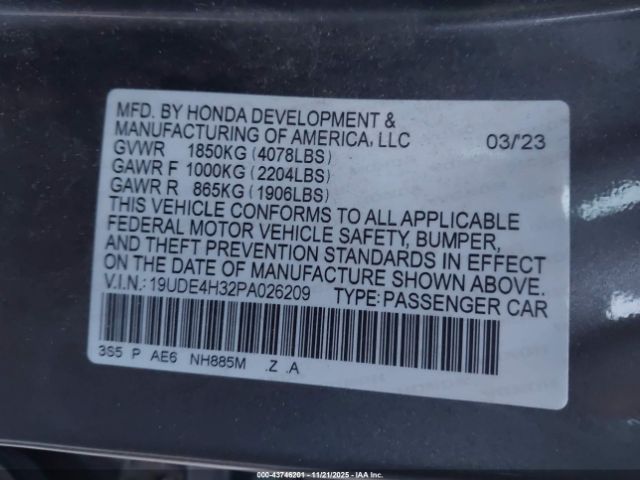 MFD. BY HONDA DEVELOPMENT &
MANUFACTURING OF AMERICA, LLC 03/23
GVWR 1850KG (4078LBS)
GAWR F 1000KG (2204LBS)
GAWR R 865KG (1906LBS)
THIS VEHICLE CONFORMS TO ALL APPLICABLE
FEDERAL MOTOR VEHICLE SAFETY, BUMPER,
AND THEFT PREVENTION STANDARDS IN EFFECT
ON THE DATE OF MANUFACTURE SHOWN ABOVE.
V.I.N.: 19UDE4H32PA026209 TYPE: PASSENGER CAR
3S5 P AE6 NH885M .Z .A
© IAA - 43746201 - 11/21/2025 - IAAI.COM